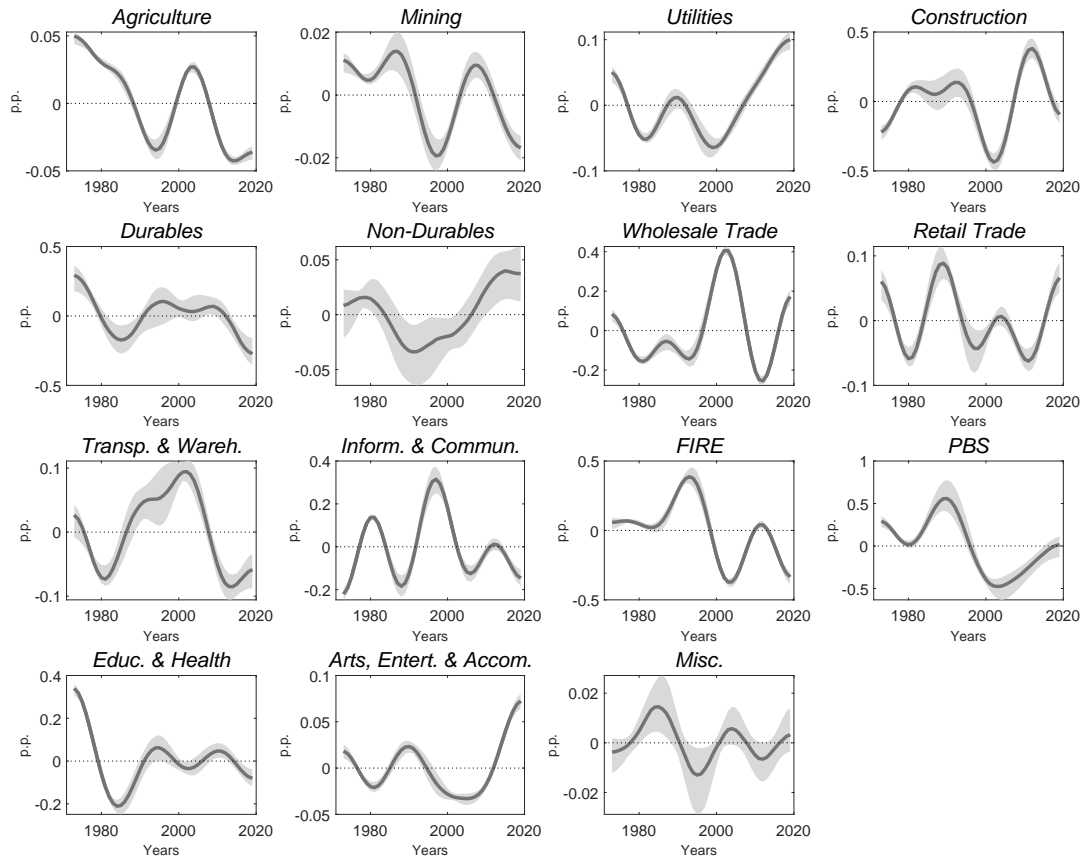 Agriculture
0.05
0
-0.05
p.p.
1980 2000 2020
Years
Mining
0.02
0
-0.02
p.p.
1980 2000 2020
Years
Utilities
0.1
0
-0.1
p.p.
1980 2000 2020
Years
Construction
0.5
0
-0.5
p.p.
1980 2000 2020
Years
Durables
0.5
0
-0.5
p.p.
1980 2000 2020
Years
Non-Durables
0.05
0
-0.05
p.p.
1980 2000 2020
Years
Wholesale Trade
0.4
0.2
0
-0.2
p.p.
1980 2000 2020
Years
Retail Trade
0.1
0
-0.1
p.p.
1980 2000 2020
Years
Transp. & Wareh.
0.1
0
-0.1
p.p.
1980 2000 2020
Years
Inform. & Commun.
0.4
0.2
0
-0.2
p.p.
1980 2000 2020
Years
FIRE
0.5
0
-0.5
p.p.
1980 2000 2020
Years
PBS
1
0.5
0
-0.5
p.p.
1980 2000 2020
Years
Educ. & Health
0.4
0.2
0
-0.2
p.p.
1980 2000 2020
Years
Arts, Entert. & Accom.
0.1
0.05
0
-0.05
p.p.
1980 2000 2020
Years
Misc.
0.02
0
-0.02
p.p.
1980 2000 2020
Years